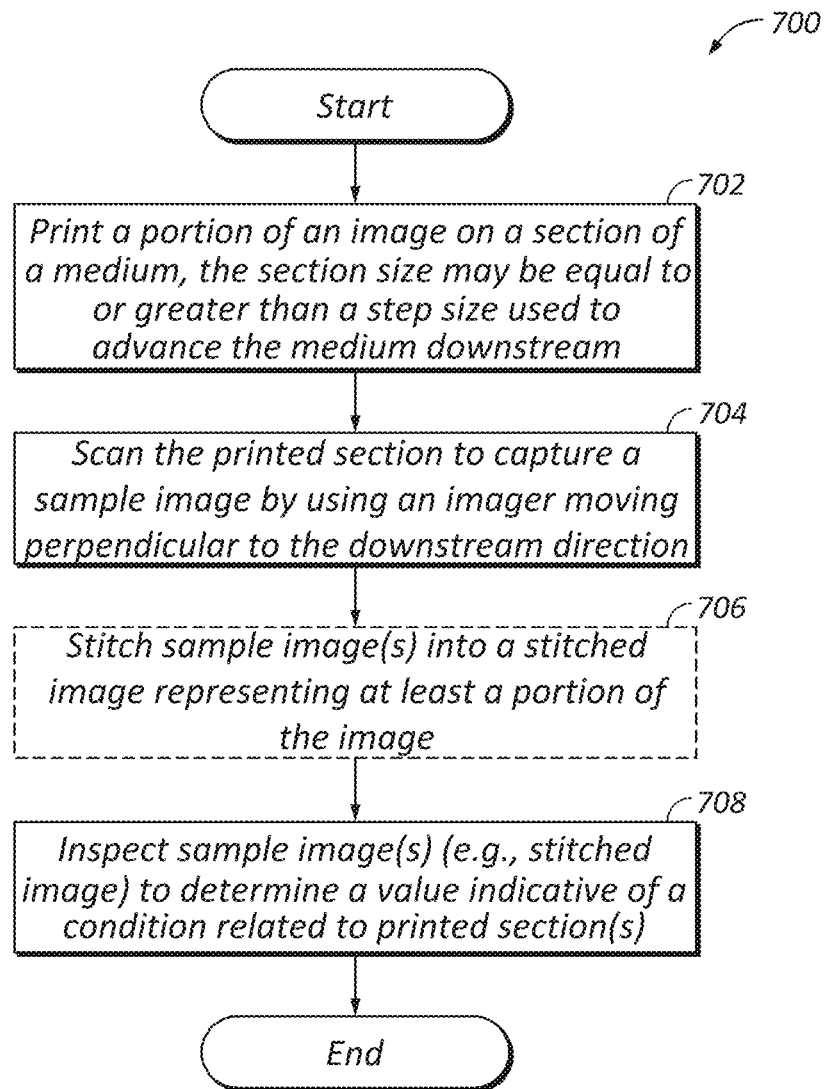 700
Start
702
Print a portion of an image on a section of
a medium, the section size may be equal to
or greater than a step size used to
advance the medium downstream
704
Scan the printed section to capture a
sample image by using an imager moving
perpendicular to the downstream direction
706
Stitch sample image(s) into a stitched
image representing at least a portion of
the image
708
Inspect sample image(s) (e.g., stitched
image) to determine a value indicative of a
condition related to printed section(s)
End